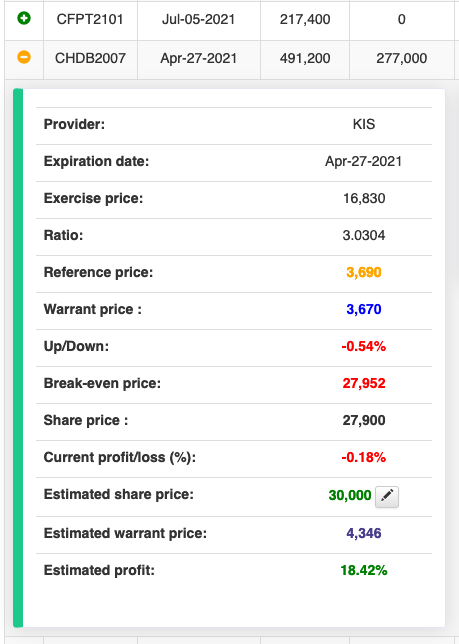 CFPT2101 Jul-05-2021 217,400 0
CHDB2007 Apr-27-2021 491,200 277,000
Provider: KIS
Expiration date: Apr-27-2021
Exercise price: 16,830
Ratio: 3.0304
Reference price: 3,690
Warrant price : 3,670
Up/Down: -0.54%
Break-even price: 27,952
Share price : 27,900
Current profit/loss (%): -0.18%
Estimated share price: 30,000
Estimated warrant price: 4,346
Estimated profit: 18.42%